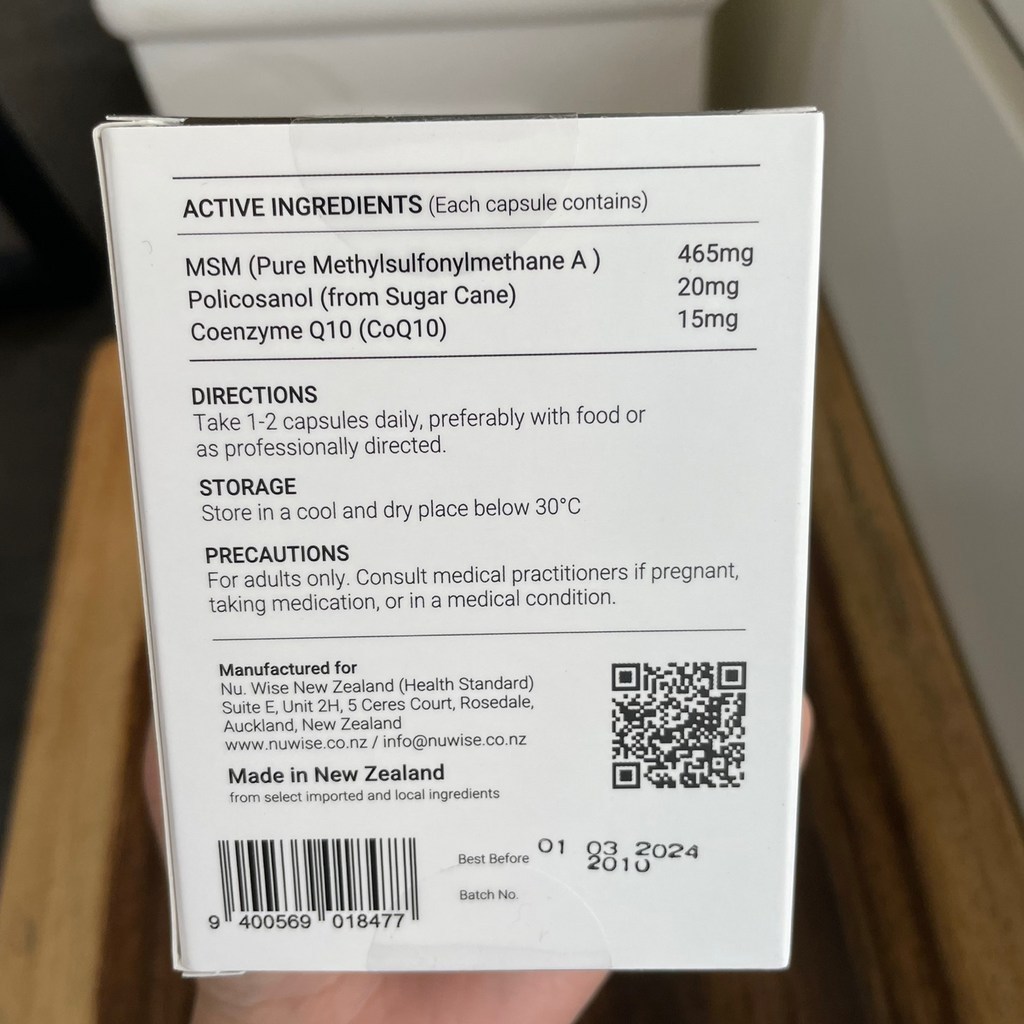 ACTIVE INGREDIENTS (Each capsule contains)
MSM (Pure Methylsulfonylmethane A ) 465mg
Policosanol (from Sugar Cane) 20mg
Coenzyme Q10 (CoQ10) 15mg
DIRECTIONS
Take 1-2 capsules daily, preferably with food or
as professionally directed.
STORAGE
Store in a cool and dry place below 30°C
PRECAUTIONS
For adults only. Consult medical practitioners if pregnant,
taking medication, or in a medical condition.
Manufactured for
Nu. Wise New Zealand (Health Standard)
Suite E, Unit 2H, 5 Ceres Court, Rosedale,
Auckland, New Zealand
www.nuwise.co.nz / info@nuwise.co.nz
Made in New Zealand
from select imported and local ingredients
9 400569 018477
Best Before 01 03 2024
2010
Batch No.